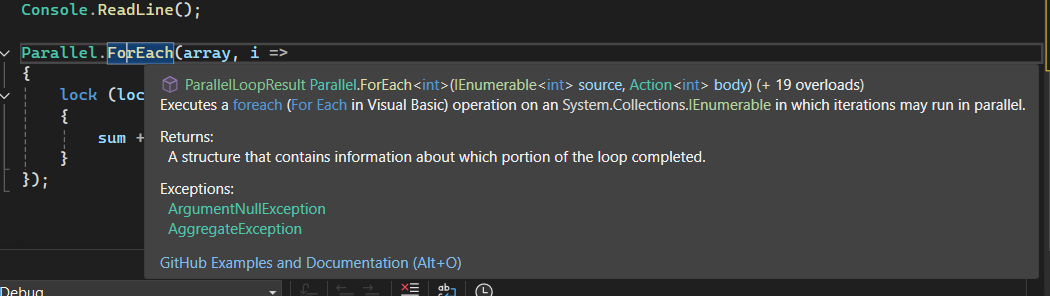 Console.ReadLine();
Parallel.ForEach(array, i =>
{
ParallelLoopResult Parallel.ForEach<int>(IEnumerable<int> source, Action<int> body) (+ 19 overloads)
lock (loc
Executes a foreach (For Each in Visual Basic) operation on an System.Collections.IEnumerable in which iterations may run in parallel.
{
sum +
Returns:
}
A structure that contains information about which portion of the loop completed.
});
Exceptions:
ArgumentNullException
AggregateException
GitHub Examples and Documentation (Alt+O)
Debug
ab